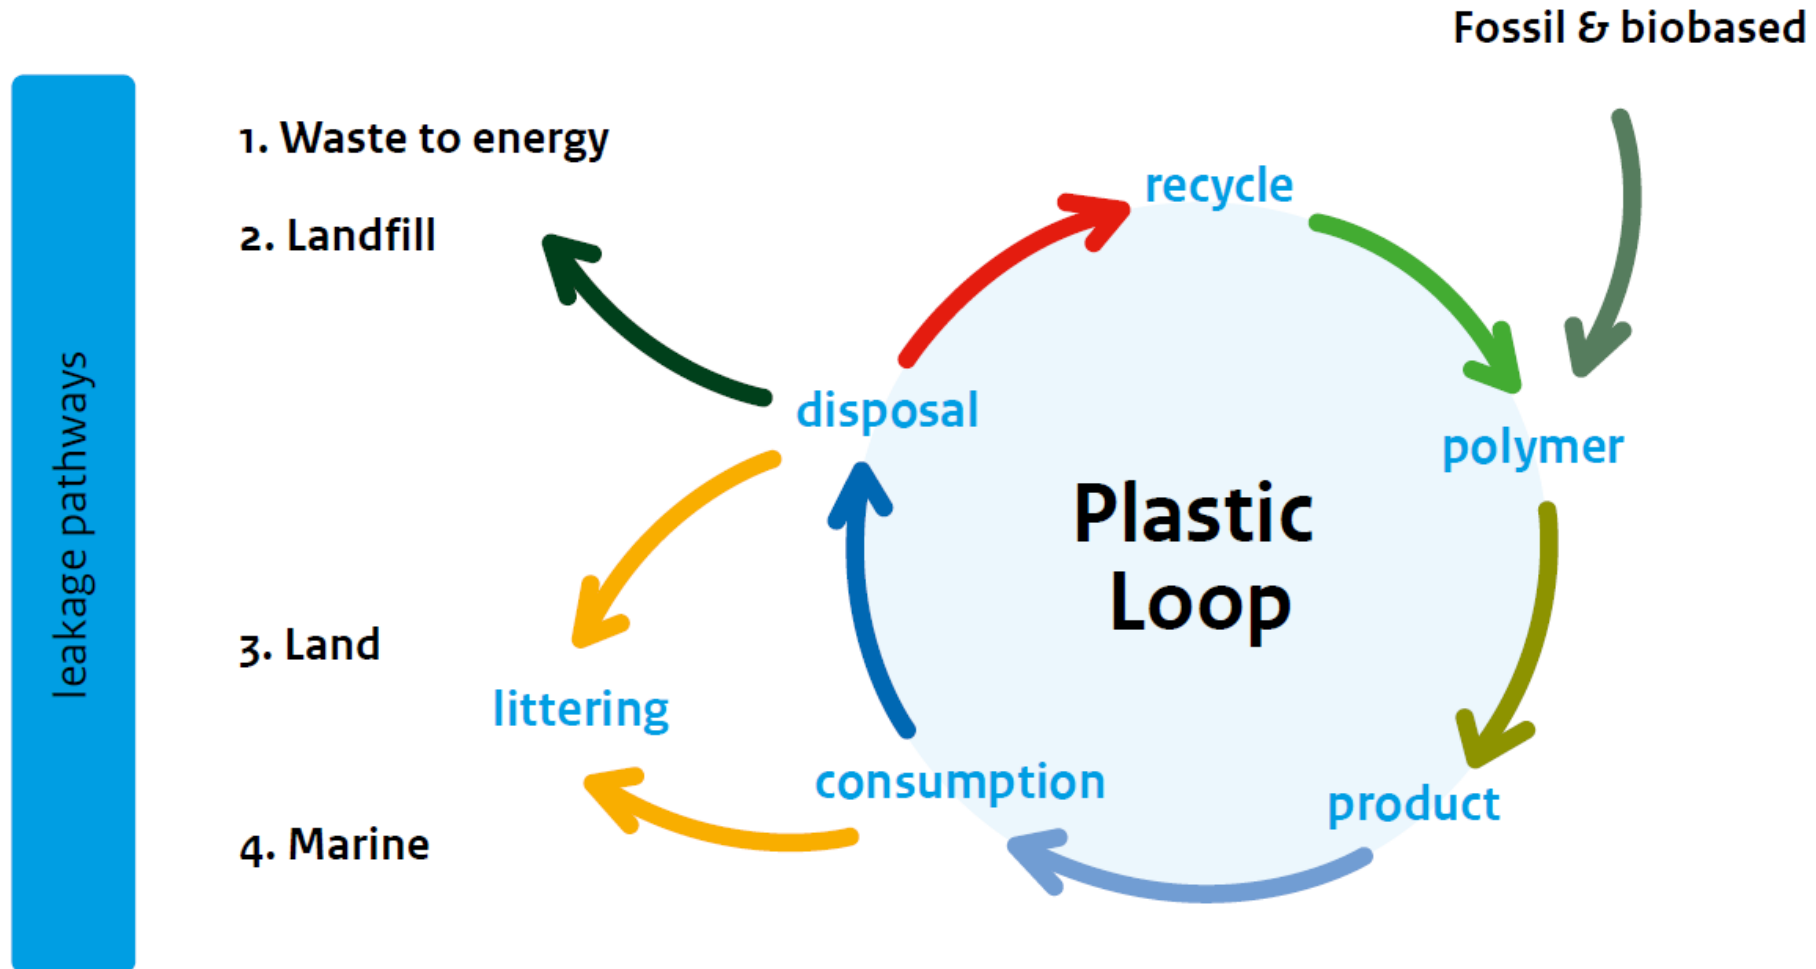 Fossil & biobased
1. Waste to energy
recycle
2. Landfill
disposal
polymer
leakage pathways
Plastic
Loop
3. Land
littering
consumption
product
4. Marine